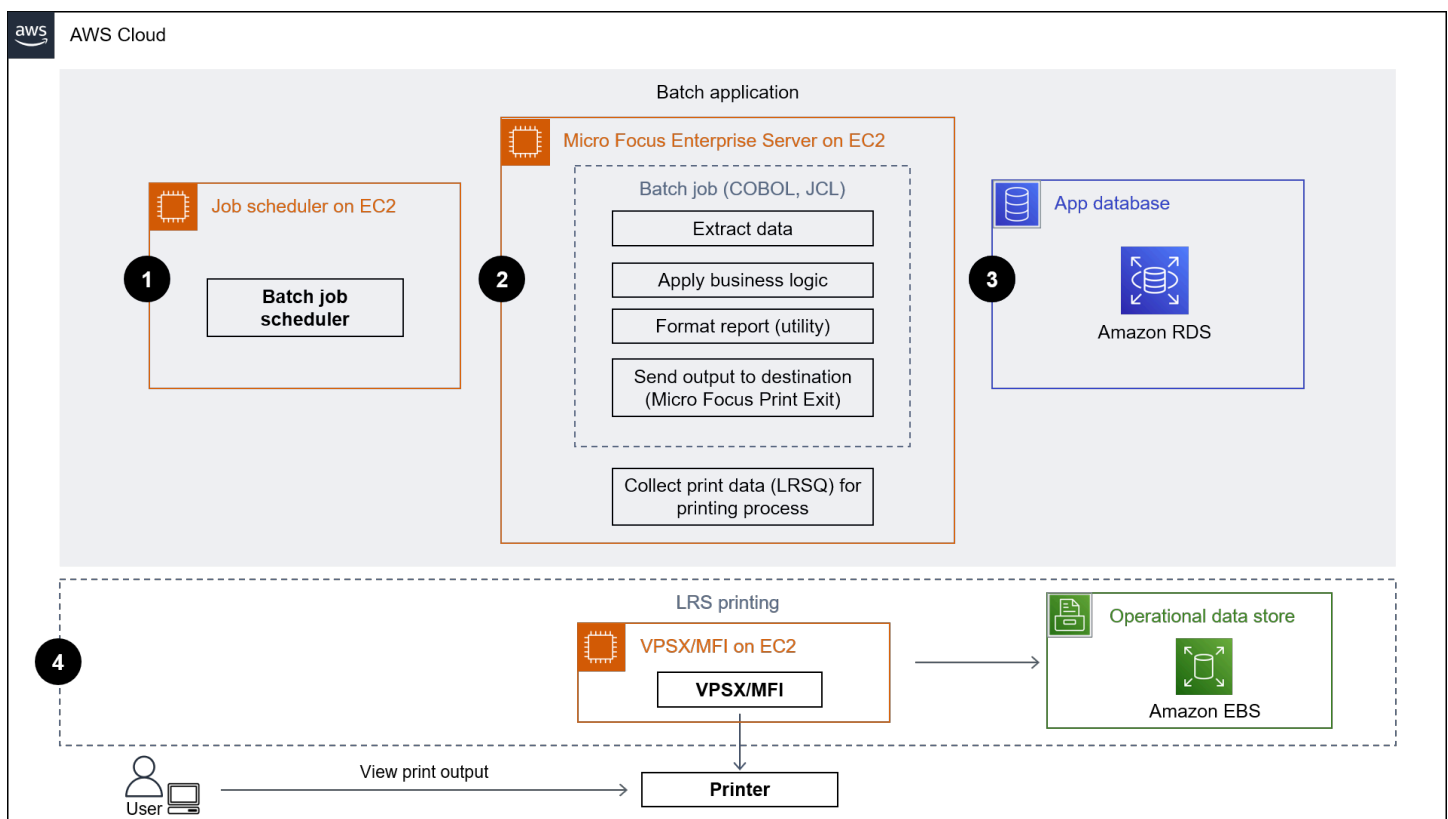 aws
AWS Cloud
Batch application
Micro Focus Enterprise Server on EC2
Batch job (COBOL, JCL)
Job scheduler on EC2
App database
Extract data
1
2
3
Apply business logic
Batch job
scheduler
Format report (utility)
Amazon RDS
Send output to destination
(Micro Focus Print Exit)
Collect print data (LRSQ) for
printing process
LRS printing
Operational data store
VPSX/MFI on EC2
4
VPSX/MFI
Amazon EBS
View print output
Printer
User